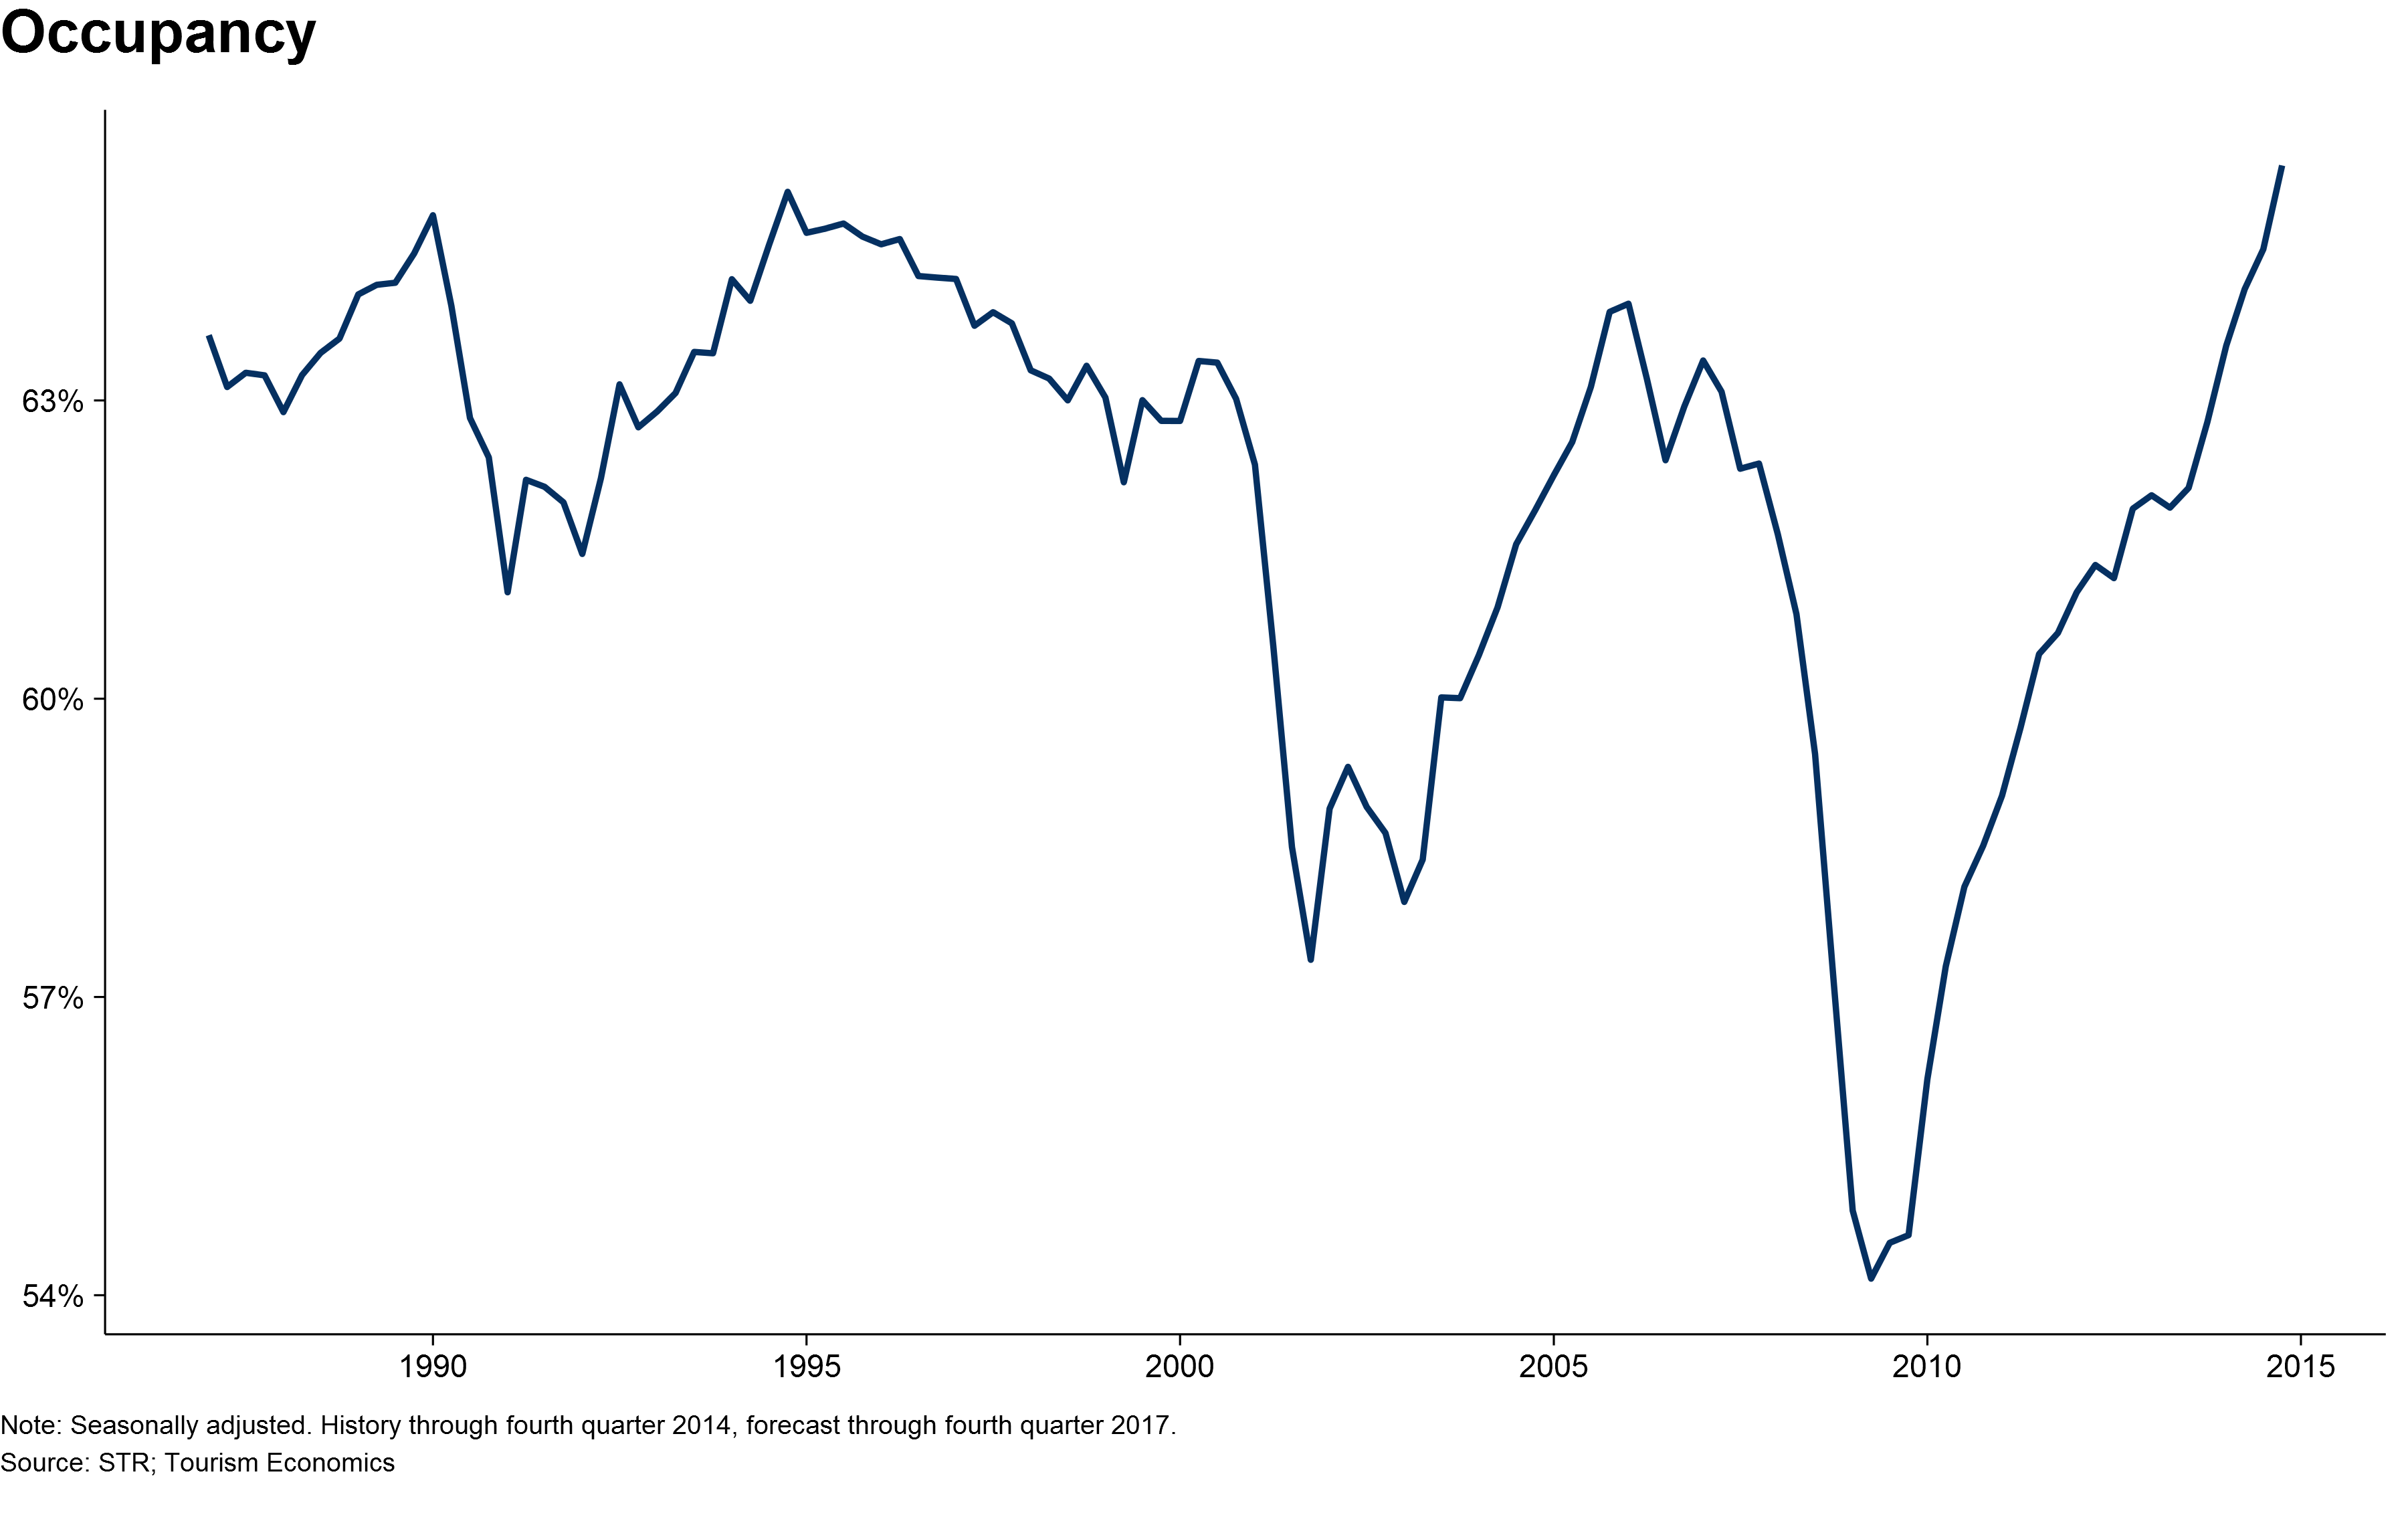 Occupancy
63%
60%
57%
54%
1990 1995 2000 2005 2010 2015
Note: Seasonally adjusted. History through fourth quarter 2014, forecast through fourth quarter 2017.
Source: STR; Tourism Economics